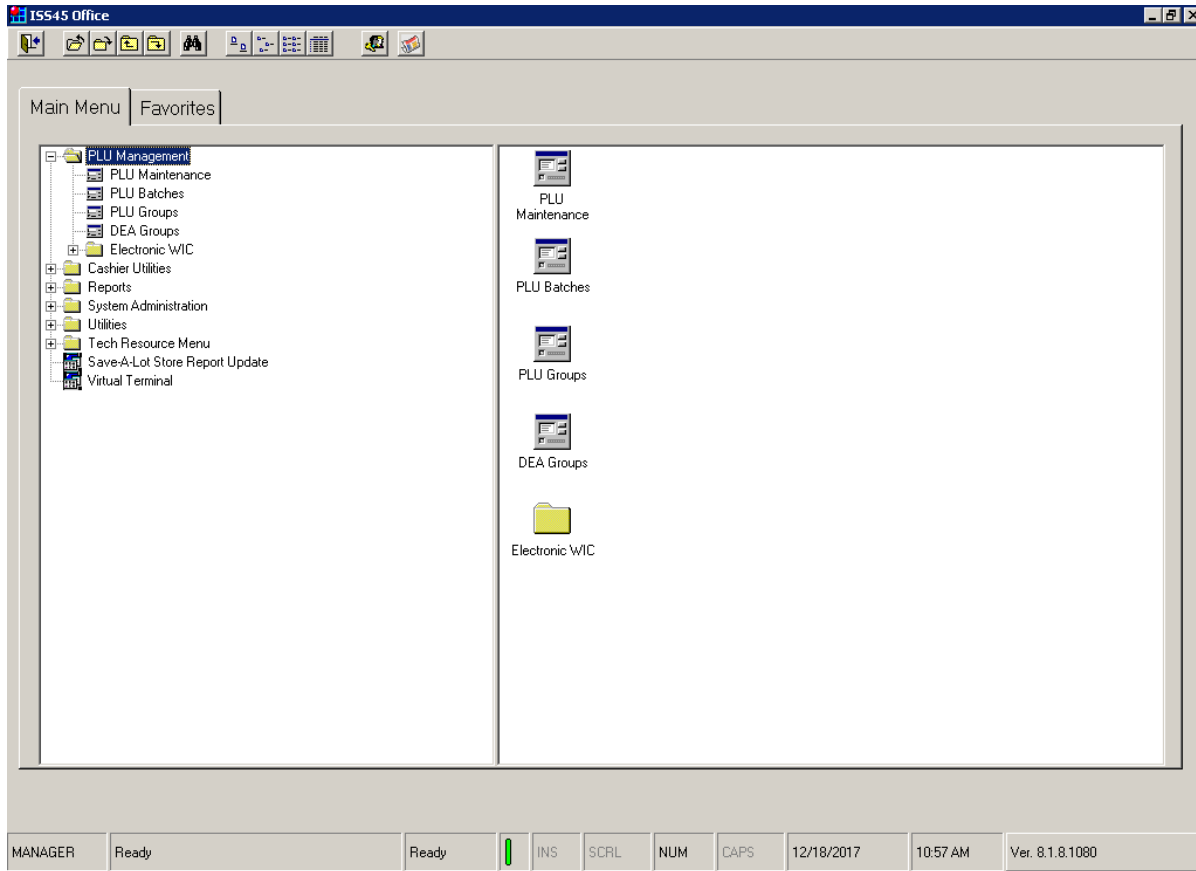 ISS45 Office
Main Menu
Favorites
PLU Management
PLU Maintenance
PLU Batches
PLU Groups
DEA Groups
Electronic WIC
Cashier Utilities
Reports
System Administration
Utilities
Tech Resource Menu
Save-A-Lot Store Report Update
Virtual Terminal
PLU
Maintenance
PLU Batches
PLU Groups
DEA Groups
Electronic WIC
MANAGER
Ready
Ready
INS
SCRL
NUM
CAPS
12/18/2017
10:57 AM
Ver. 8.1.8.1080